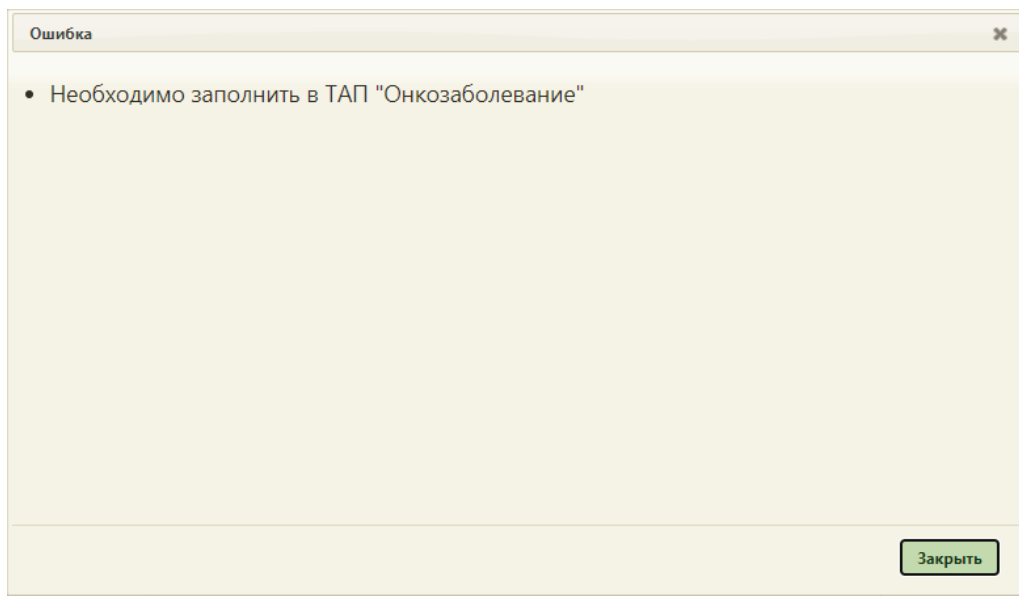 Ошибка
Необходимо заполнить в ТАП "Онкозаболевание"
Закрыть